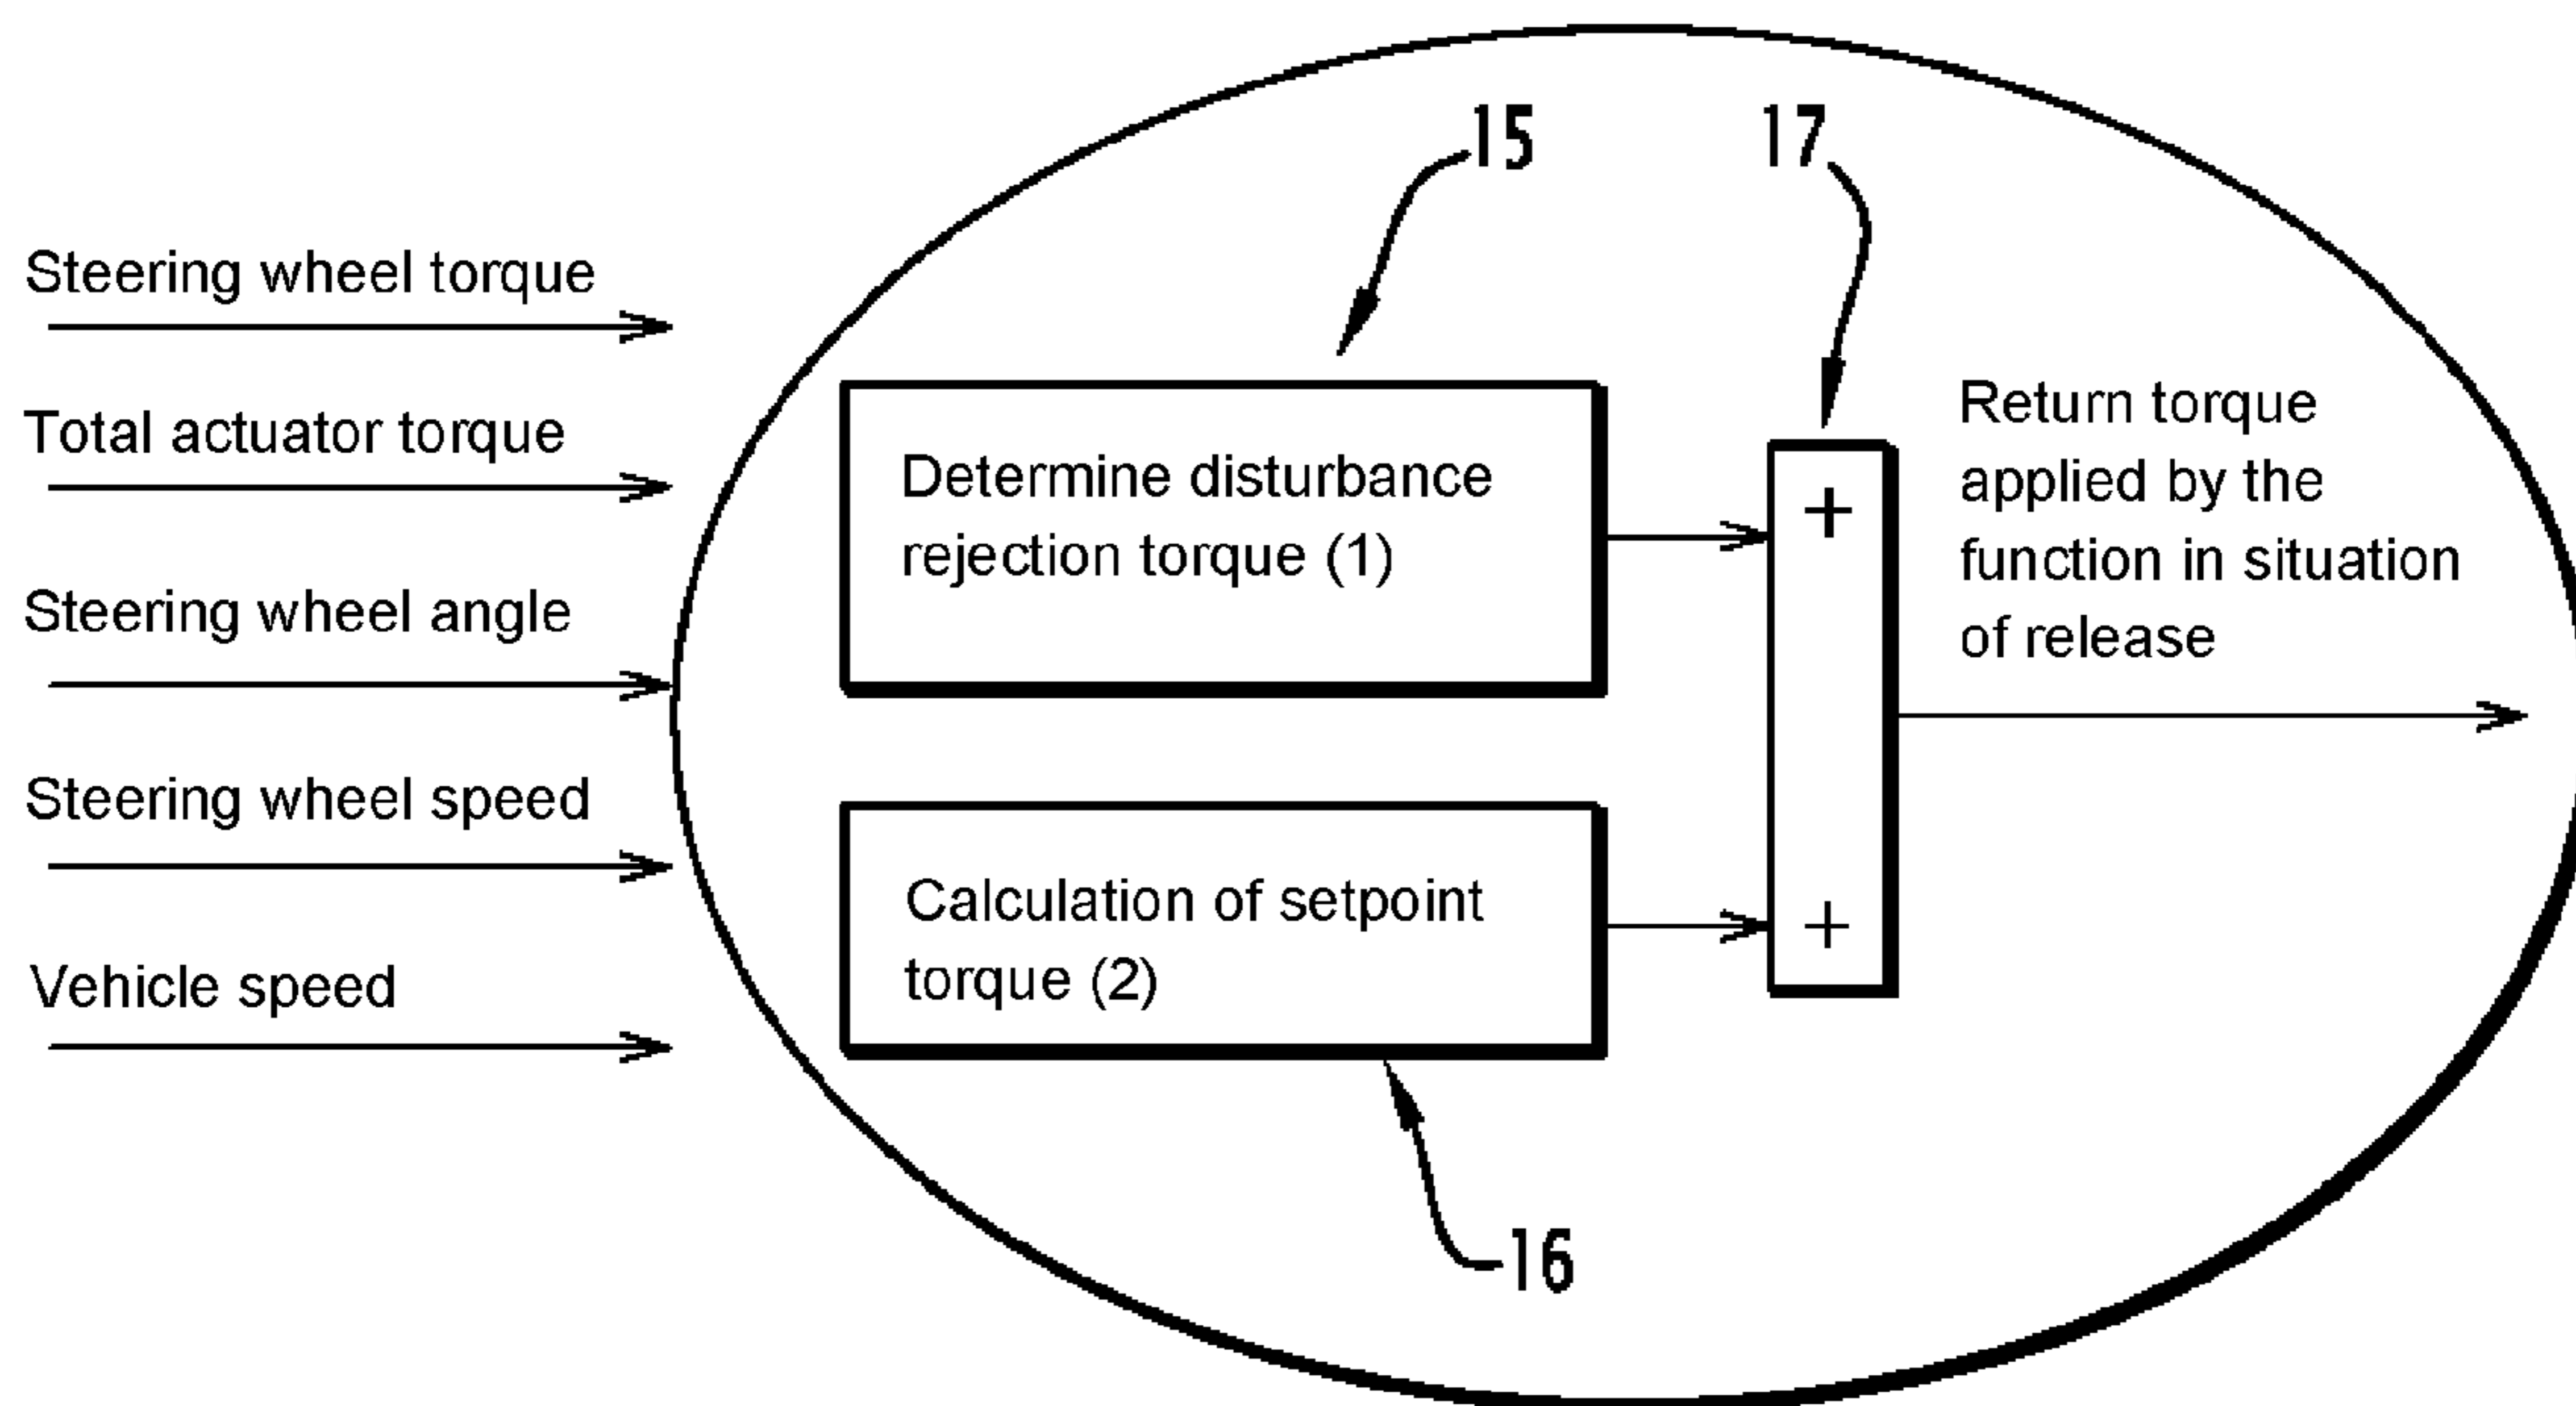 15
17
Steering wheel torque
Total actuator torque
Steering wheel angle
Steering wheel speed
Vehicle speed
Determine disturbance
rejection torque (1)
Calculation of setpoint
torque (2)
+
+
Return torque
applied by the
function in situation
of release
16